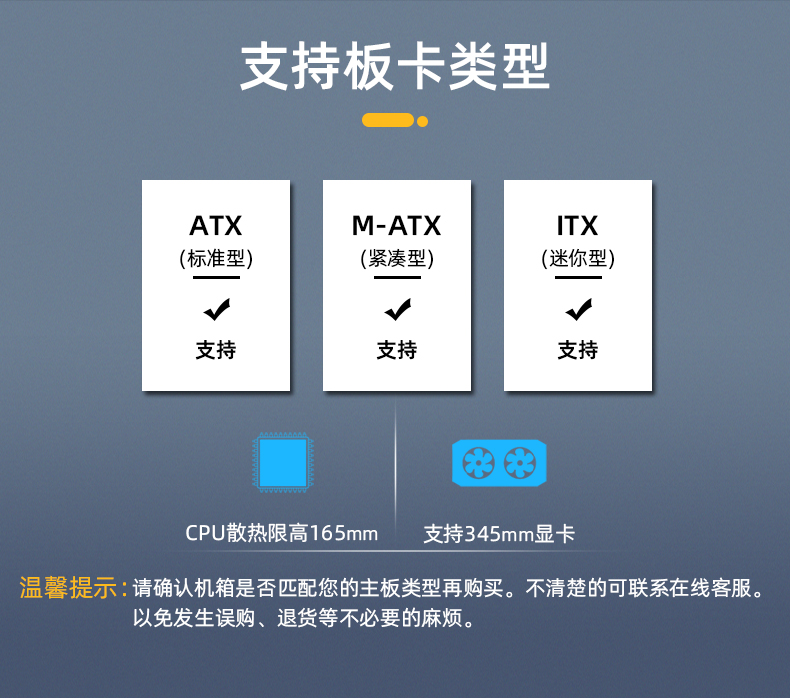 支持板卡类型
ATX
(标准型)
支持
M-ATX
(紧凑型)
支持
ITX
(迷你型)
支持
CPU散热限高165mm
支持345mm显卡
温馨提示:请确认机箱是否匹配您的主板类型再购买。不清楚的可联系在线客服。
以免发生误购、退货等不必要的麻烦。